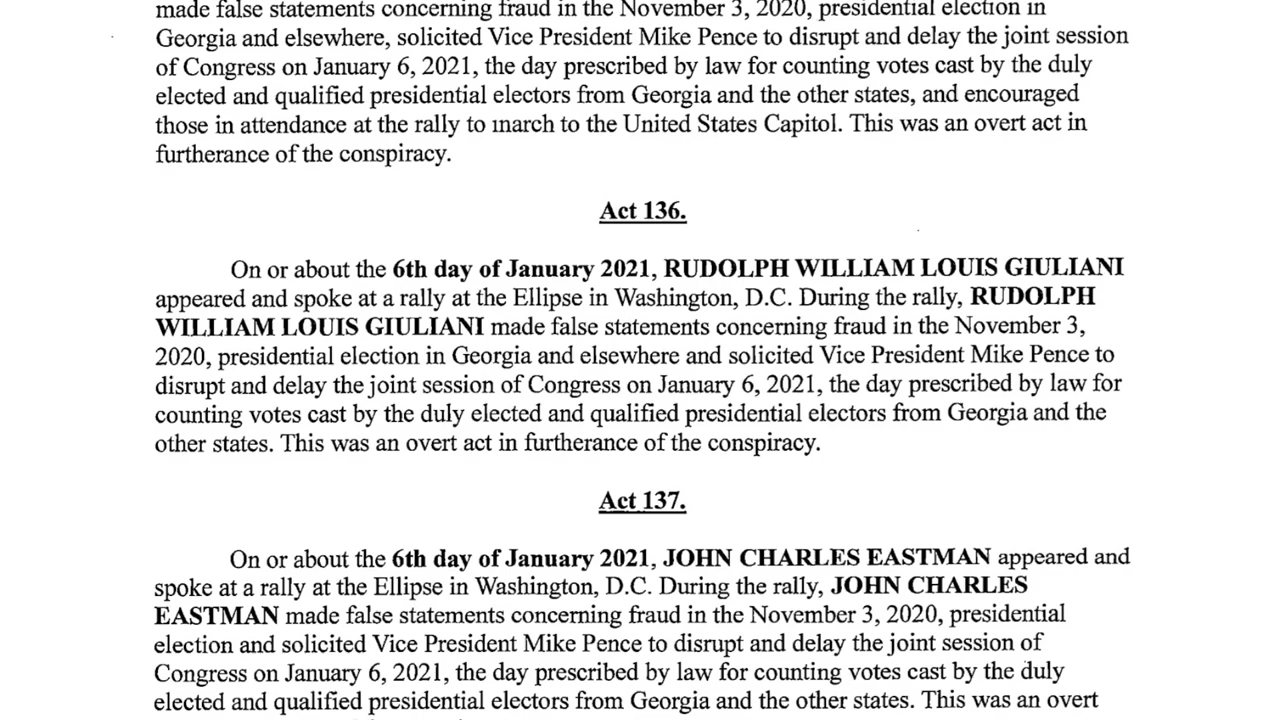 made false statements concerning fraud in the November 3, 2020, presidential election in
Georgia and elsewhere, solicited Vice President Mike Pence to disrupt and delay the joint session
of Congress on January 6, 2021, the day prescribed by law for counting votes cast by the duly
elected and qualified presidential electors from Georgia and the other states, and encouraged
those in attendance at the rally to march to the United States Capitol. This was an overt act in
furtherance of the conspiracy.
Act 136.
On or about the 6th day of January 2021, RUDOLPH WILLIAM LOUIS GIULIANI
appeared and spoke at a rally at the Ellipse in Washington, D.C. During the rally, RUDOLPH
WILLIAM LOUIS GIULIANI made false statements concerning fraud in the November 3,
2020, presidential election in Georgia and elsewhere and solicited Vice President Mike Pence to
disrupt and delay the joint session of Congress on January 6, 2021, the day prescribed by law for
counting votes cast by the duly elected and qualified presidential electors from Georgia and the
other states. This was an overt act in furtherance of the conspiracy.
Act 137.
On or about the 6th day of January 2021, JOHN CHARLES EASTMAN appeared and
spoke at a rally at the Ellipse in Washington, D.C. During the rally, JOHN CHARLES
EASTMAN made false statements concerning fraud in the November 3, 2020, presidential
election and solicited Vice President Mike Pence to disrupt and delay the joint session of
Congress on January 6, 2021, the day prescribed by law for counting votes cast by the duly
elected and qualified presidential electors from Georgia and the other states. This was an overt